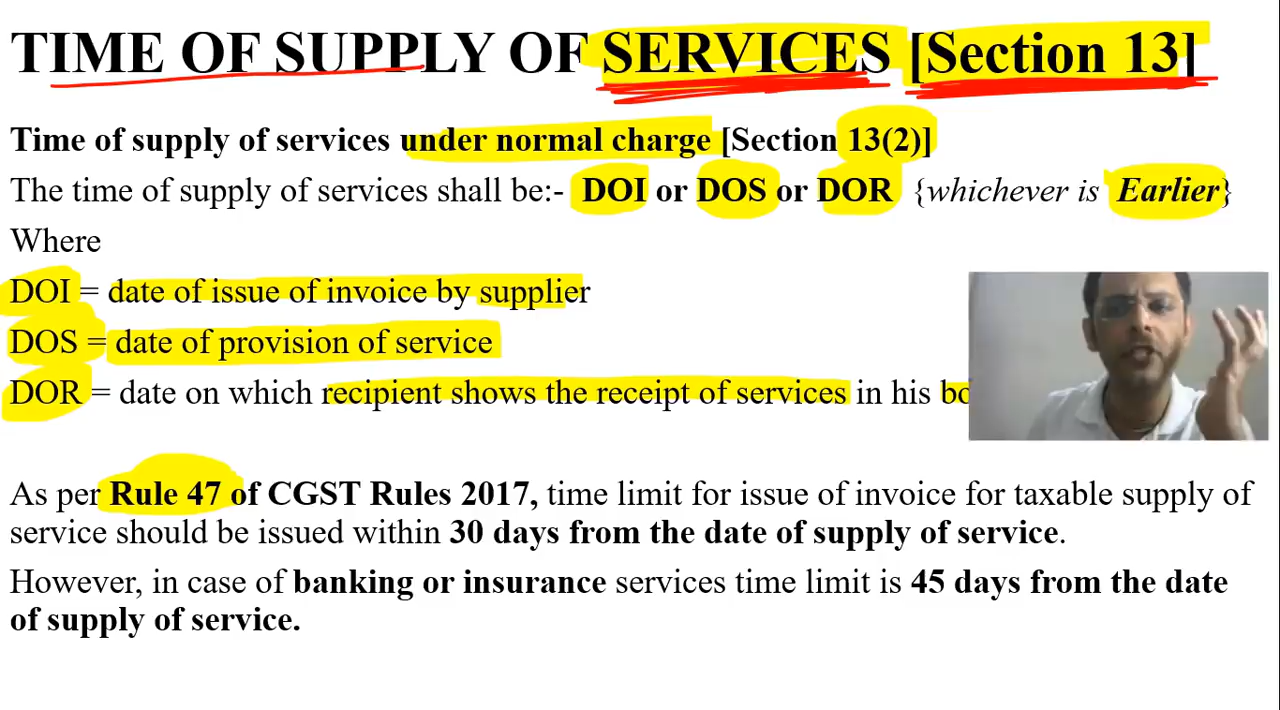 TIME OF SUPPLY OF SERVICES [Section 13]
Time of supply of services under normal charge [Section 13(2)]
The time of supply of services shall be:- DOI or DOS or DOR {whichever is Earlier}
Where
DOI = date of issue of invoice by supplier
DOS = date of provision of service
DOR = date on which recipient shows the receipt of services in his
As per Rule 47 of CGST Rules 2017, time limit for issue of invoice for taxable supply of
service should be issued within 30 days from the date of supply of service.
However, in case of banking or insurance services time limit is 45 days from the date
of supply of service.